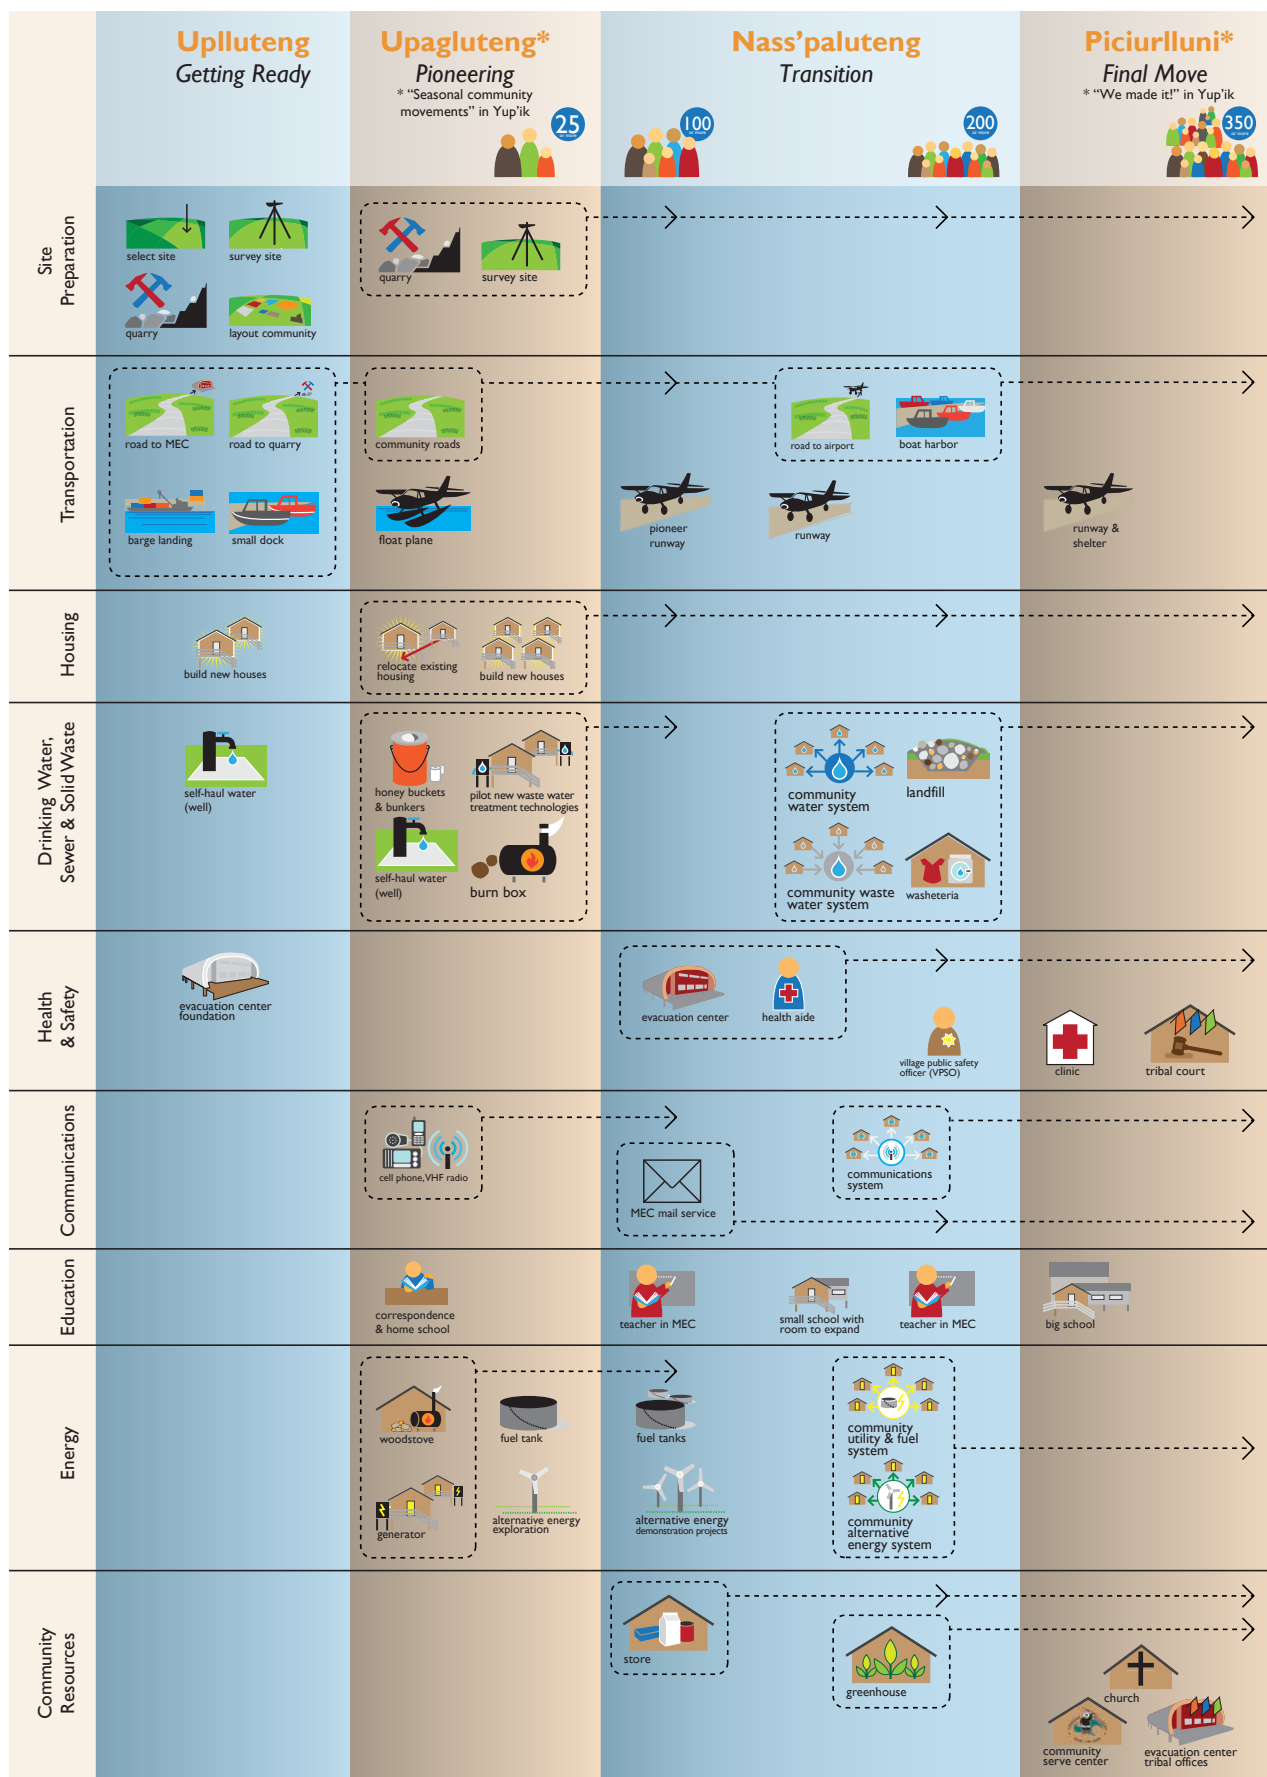 Uplluteng
Getting Ready
Upagluteng*
Pioneering
* “Seasonal community
movements” in Yup’ik
25
or more
Nass’paluteng
Transition
100
or more
200
or more
Piciurlluni*
Final Move
* “We made it!” in Yup’ik
350
or more
Site
Preparation
select site
survey site
quarry
layout community
quarry
survey site
Transportation
road to MEC
road to quarry
barge landing
small dock
community roads
float plane
pioneer
runway
road to airport
boat harbor
runway
runway &
shelter
Housing
build new houses
relocate existing
housing
build new houses
Drinking Water,
Sewer & Solid Waste
self-haul water
(well)
honey buckets
& bunkers
pilot new waste water
treatment technologies
self-haul water
(well)
burn box
community
water system
landfill
community waste
water system
washeteria
Health
& Safety
evacuation center
foundation
evacuation center
health aide
village public safety
officer (VPSO)
clinic
tribal court
Communications
cell phone, VHF radio
MEC mail service
communications
system
Education
correspondence
& home school
teacher in MEC
small school with
room to expand
teacher in MEC
big school
Energy
woodstove
fuel tank
generator
alternative energy
exploration
fuel tanks
alternative energy
demonstration projects
community
utility & fuel
system
community
alternative
energy system
Community
Resources
store
greenhouse
church
community
serve center
evacuation center
tribal offices